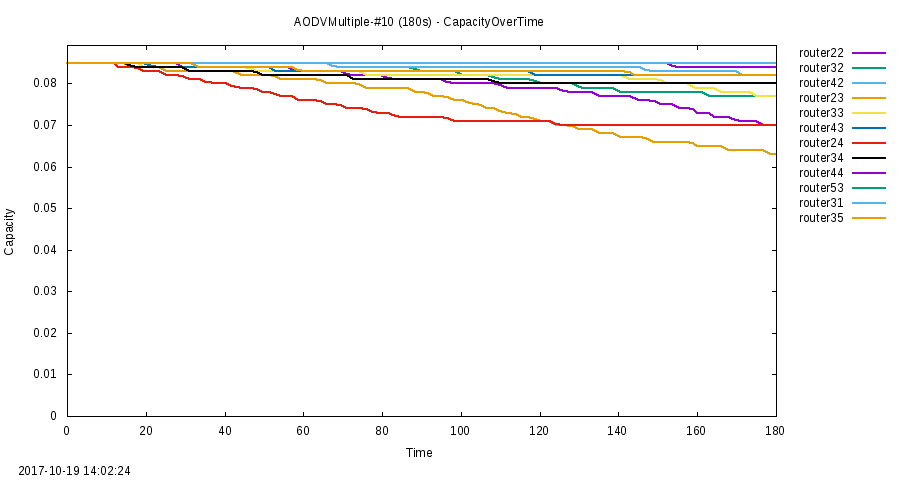 AODVMultiple-#10 (180s) - CapacityOverTime
router22
router32
router42
router23
router33
router43
router24
router34
router44
router53
router31
router35
0.08
0.07
0.06
0.05
0.04
0.03
0.02
0.01
0
Capacity
0 20 40 60 80 100 120 140 160 180
Time
2017-10-19 14:02:24